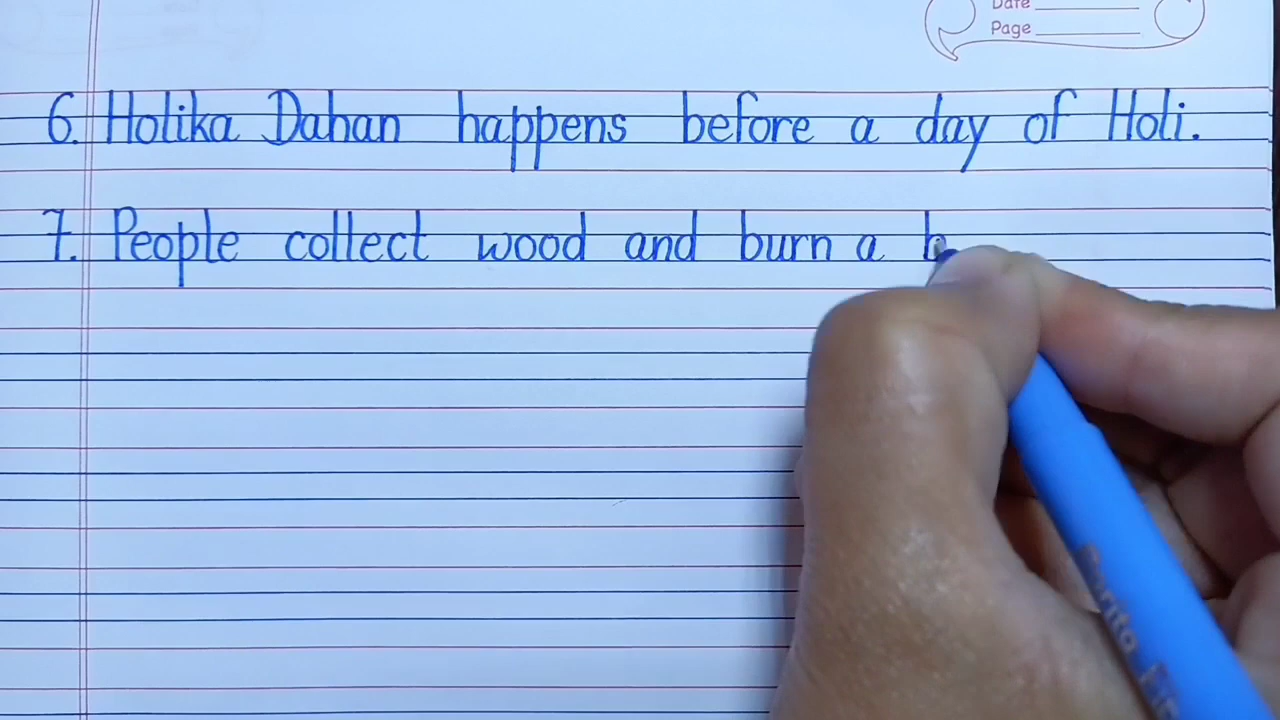 Date
Page
6. Holika Dahan happens before a day of Holi.
7. People collect wood and burn a b